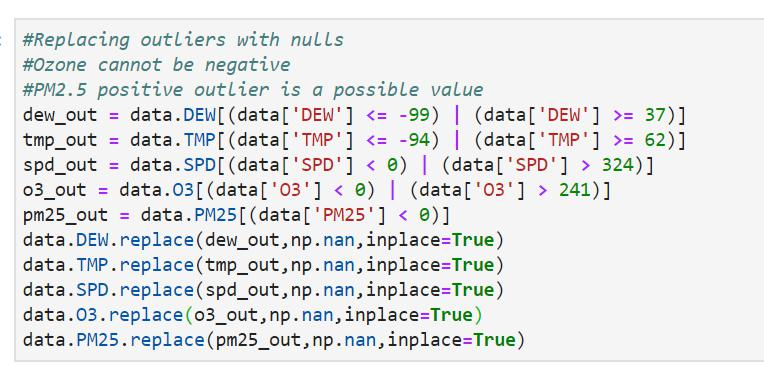 #Replacing outliers with nulls
#Ozone cannot be negative
#PM2.5 positive outlier is a possible value
dew_out = data.DEW[(data['DEW'] <= -99) | (data['DEW'] >= 37)]
tmp_out = data.TMP[(data['TMP'] <= -94) | (data['TMP'] >= 62)]
spd_out = data.SPD[(data['SPD'] < 0) | (data['SPD'] > 324)]
o3_out = data.O3[(data['O3'] < 0) | (data['O3'] > 241)]
pm25_out = data.PM25[(data['PM25'] < 0)]
data.DEW.replace(dew_out,np.nan,inplace=True)
data.TMP.replace(tmp_out,np.nan,inplace=True)
data.SPD.replace(spd_out,np.nan,inplace=True)
data.O3.replace(o3_out,np.nan,inplace=True)
data.PM25.replace(pm25_out,np.nan,inplace=True)